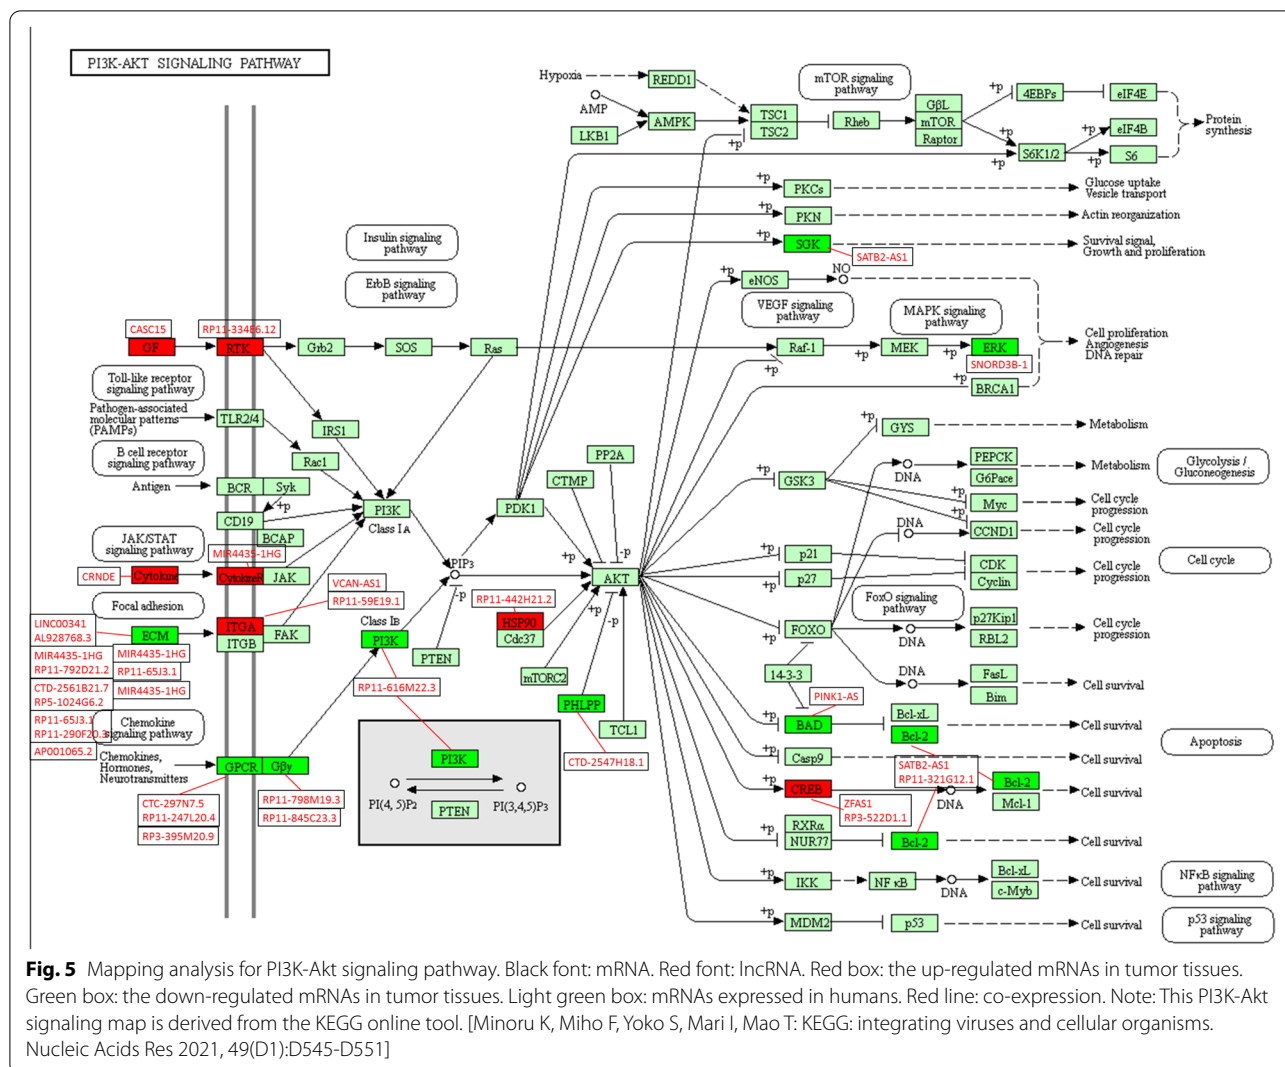 PI3K-AKT SIGNALING PATHWAY
Hypoxia
REDD1
mTOR signaling
pathway
AMP
LKB1
AMPK
TSC1
TSC2
+p
Rheb
GβL
mTOR
Raptor
+p
4EBPs
eIF4E
+p
S6K1/2
+p
eIF4B
+p
S6
Protein
synthesis
+p
PKCs
Glucose uptake
Vesicle transport
+p
PKN
Actin reorganization
+p
SGK
Survival signal,
Growth and proliferation
SATB2-AS1
Insulin signaling
pathway
ErbB signaling
pathway
+p
eNOS
NO
VEGF signaling
pathway
MAPK signaling
pathway
CASC15
RP11-334E6.12
GF
RTK
Grb2
SOS
Ras
Raf-1
+p
+p
MEK
+p
ERK
SNORD3B-1
Cell proliferation
Angiogenesis
DNA repair
+p
BRCA1
Toll-like receptor
signaling pathway
Pathogen-associated
molecular patterns
(PAMPs)
TLR2/4
IRS1
Rac1
B cell receptor
signaling pathway
Antigen
BCR
Syk
+p
CD19
BCAP
PI3K
Class IA
PDK1
CTMP
PP2A
+p
-p
AKT
+p
GYS
Metabolism
+p
GSK3
DNA
PEPCK
G6Pace
Metabolism
Glycolysis /
Gluconeogenesis
+p
Myc
Cell cycle
progression
+p
DNA
CCND1
Cell cycle
progression
+p
p21
+p
p27
CDK
Cyclin
Cell cycle
progression
Cell cycle
JAK/STAT
signaling pathway
MIR4435-1HG
CRNDE
Cytokine
CytokineR
JAK
PIP3
-p
PTEN
FoxO signaling
pathway
+p
FOXO
DNA
p27Kip1
RBL2
Cell cycle
progression
Focal adhesion
VCAN-AS1
RP11-59E19.1
LINC00341
AL928768.3
ECM
ITGA
ITGB
FAK
Class IB
PI3K
RP11-442H21.2
HSP90
Cdc37
+p
-p
mTORC2
PHLPP
TCL1
MIR4435-1HG
RP11-792D21.2
MIR4435-1HG
RP11-65J3.1
CTD-2561B21.7
RP5-1024G6.2
MIR4435-1HG
RP11-616M22.3
14-3-3
DNA
FasL
Bim
Cell survival
RP11-65J3.1
RP11-290F20.3
Chemokine
signaling pathway
AP001065.2
Chemokines,
Hormones,
Neurotransmitters
GPCR
Gβγ
CTC-297N7.5
RP11-247L20.4
RP3-395M20.9
RP11-798M19.3
RP11-845C23.3
PI3K
PI(4, 5)P2
PI(3,4,5)P3
PTEN
CTD-2547H18.1
PINK1-AS
+p
BAD
Bcl-xL
Bcl-2
Cell survival
Apoptosis
+p
Casp9
Cell survival
SATB2-AS1
RP11-321G12.1
+p
CREB
DNA
Bcl-2
Mcl-1
Cell survival
ZFAS1
RP3-522D1.1
RXRα
NUR77
+p
Bcl-2
Cell survival
+p
IKK
NFκB
DNA
Bcl-xL
c-Myb
Cell survival
NFκB signaling
pathway
+p
MDM2
p53
Cell survival
p53 signaling
pathway
Fig. 5 Mapping analysis for PI3K-Akt signaling pathway. Black font: mRNA. Red font: lncRNA. Red box: the up-regulated mRNAs in tumor tissues.
Green box: the down-regulated mRNAs in tumor tissues. Light green box: mRNAs expressed in humans. Red line: co-expression. Note: This PI3K-Akt
signaling map is derived from the KEGG online tool. [Minoru K, Miho F, Yoko S, Mari I, Mao T: KEGG: integrating viruses and cellular organisms.
Nucleic Acids Res 2021, 49(D1):D545-D551]